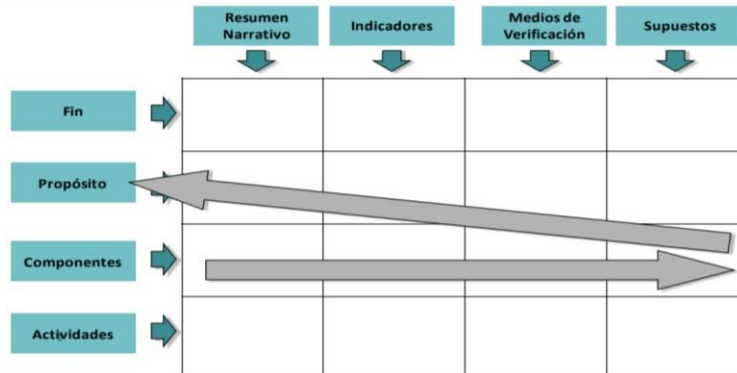 Resumen
Narrativo
Indicadores
Medios de
Verificación
Supuestos
Fin
Propósito
Componentes
Actividades